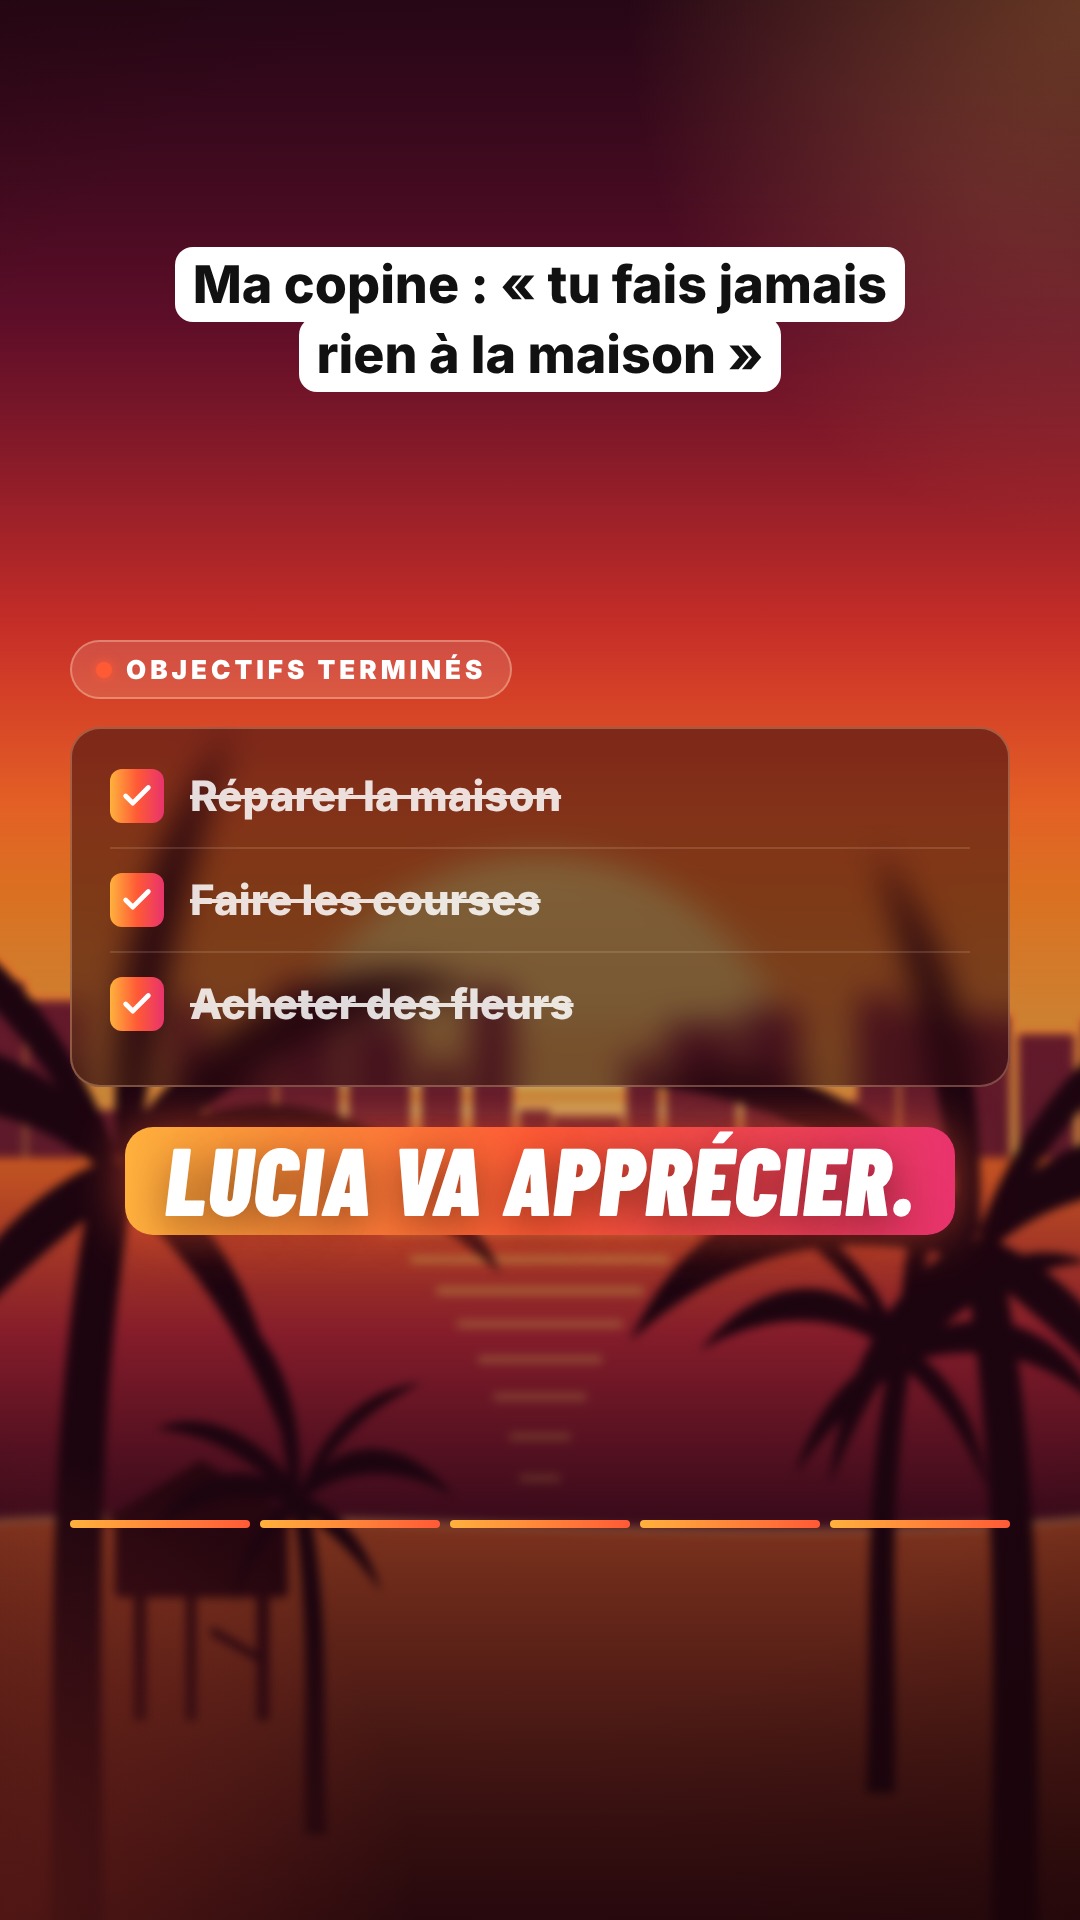 Ma copine : « tu fais jamais
rien à la maison »
OBJECTIFS TERMINÉS
Réparer la maison
Faire les courses
Acheter des fleurs
LUCIA VA APPRÉCIER.